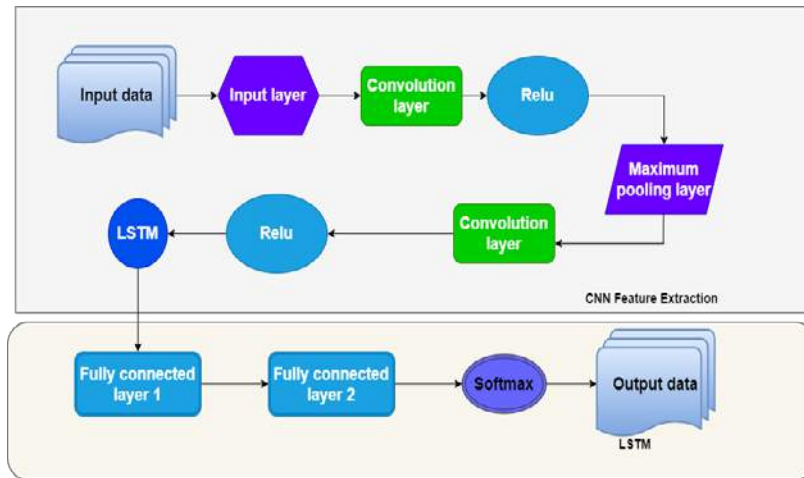 Input data
Input layer
Convolution
layer
Relu
Maximum
pooling layer
Convolution
layer
Relu
LSTM
CNN Feature Extraction
Fully connected
layer 1
Fully connected
layer 2
Softmax
Output data
LSTM